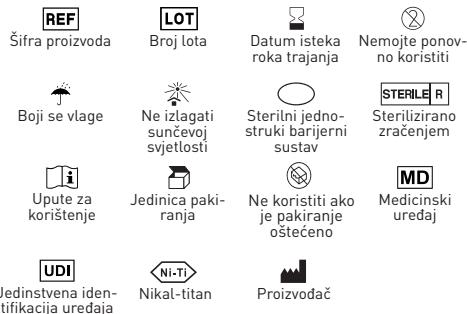 REF
LOT
Šifra proizvoda
Broj lota
Datum isteka
roka trajanja
Nemojte ponov-
no koristiti
2
STERILE R
Boji se vlage
Ne izlagati
sunčevoj
svjetlosti
Sterilni jedno-
struki barijerni
sustav
Sterilizirano
zračenjem
i
MD
Upute za
korištenje
Jedinica paki-
ranja
Ne koristiti ako
je pakiranje
oštećeno
Medicinski
uređaj
UDI
Ni-Ti
Jedinstvena iden-
tifikacija uređaja
Nikal-titan
Proizvođač